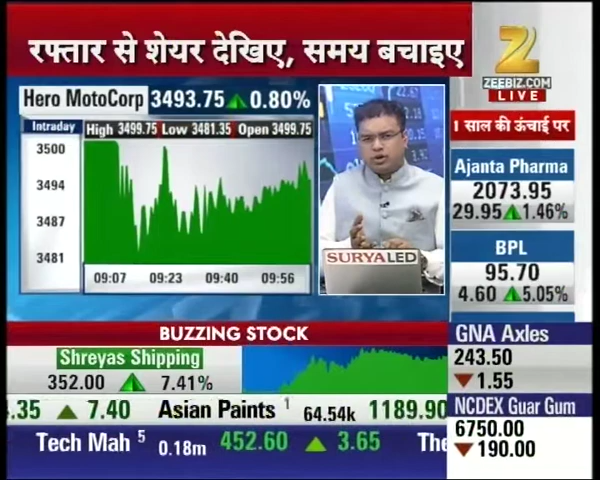 रफ्तार से शेयर देखिए, समय बचाइए
Z
ZEEBIZ.COM
LIVE
Hero MotoCorp 3493.75 0.80%
Intraday High 3499.75 Low 3481.35 Open 3499.75
3500
3494
3487
3481
09:07 09:23 09:40 09:56
SURYA LED
1 साल की ऊंचाई पर
Ajanta Pharma
2073.95
29.95 1.46%
BPL
95.70
4.60 5.05%
BUZZING STOCK
Shreyas Shipping
352.00 7.41%
GNA Axles
243.50
1.55
NCDEX Guar Gum
6750.00
190.00
.35 7.40 Asian Paints 1 64.54k 1189.90
Tech Mah 5 0.18m 452.60 3.65 The